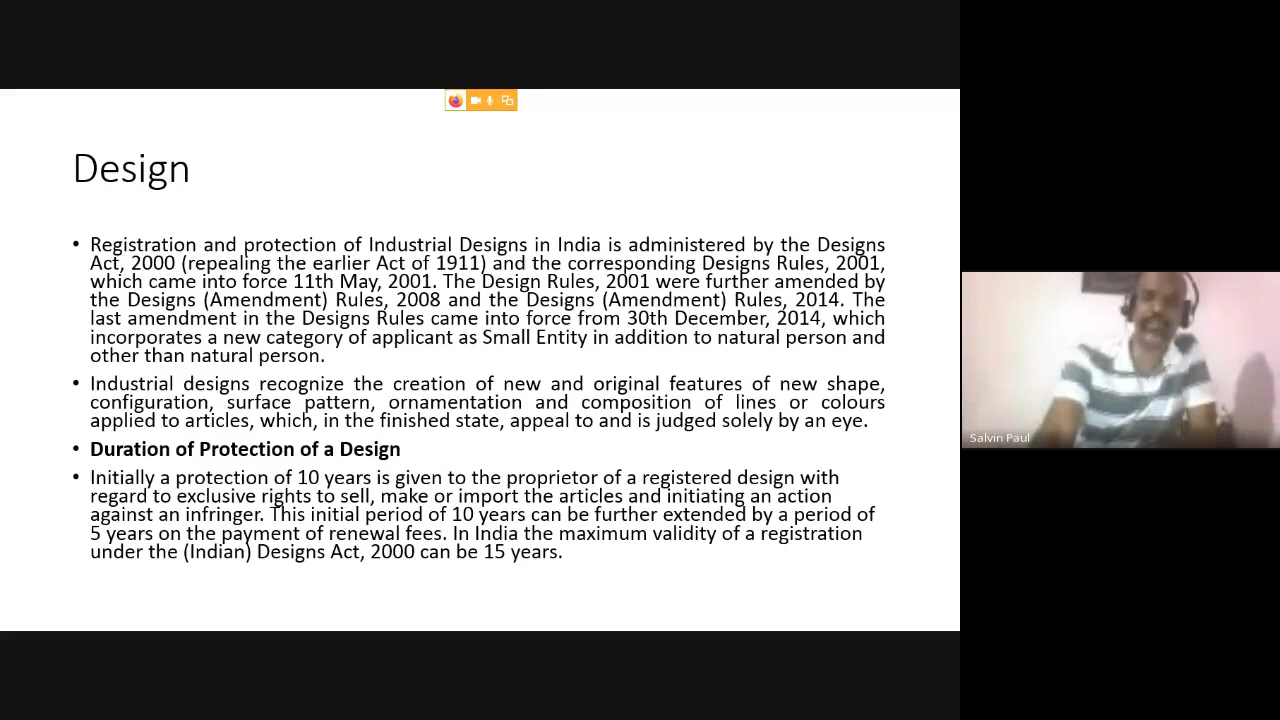 Design
• Registration and protection of Industrial Designs in India is administered by the Designs
Act, 2000 (repealing the earlier Act of 1911) and the corresponding Designs Rules, 2001,
which came into force 11th May, 2001. The Design Rules, 2001 were further amended by
the Designs (Amendment) Rules, 2008 and the Designs (Amendment) Rules, 2014. The
last amendment in the Designs Rules came into force from 30th December, 2014, which
incorporates a new category of applicant as Small Entity in addition to natural person and
other than natural person.
• Industrial designs recognize the creation of new and original features of new shape,
configuration, surface pattern, ornamentation and composition of lines or colours
applied to articles, which, in the finished state, appeal to and is judged solely by an eye.
• Duration of Protection of a Design
• Initially a protection of 10 years is given to the proprietor of a registered design with
regard to exclusive rights to sell, make or import the articles and initiating an action
against an infringer. This initial period of 10 years can be further extended by a period of
5 years on the payment of renewal fees. In India the maximum validity of a registration
under the (Indian) Designs Act, 2000 can be 15 years.
Salvin Paul